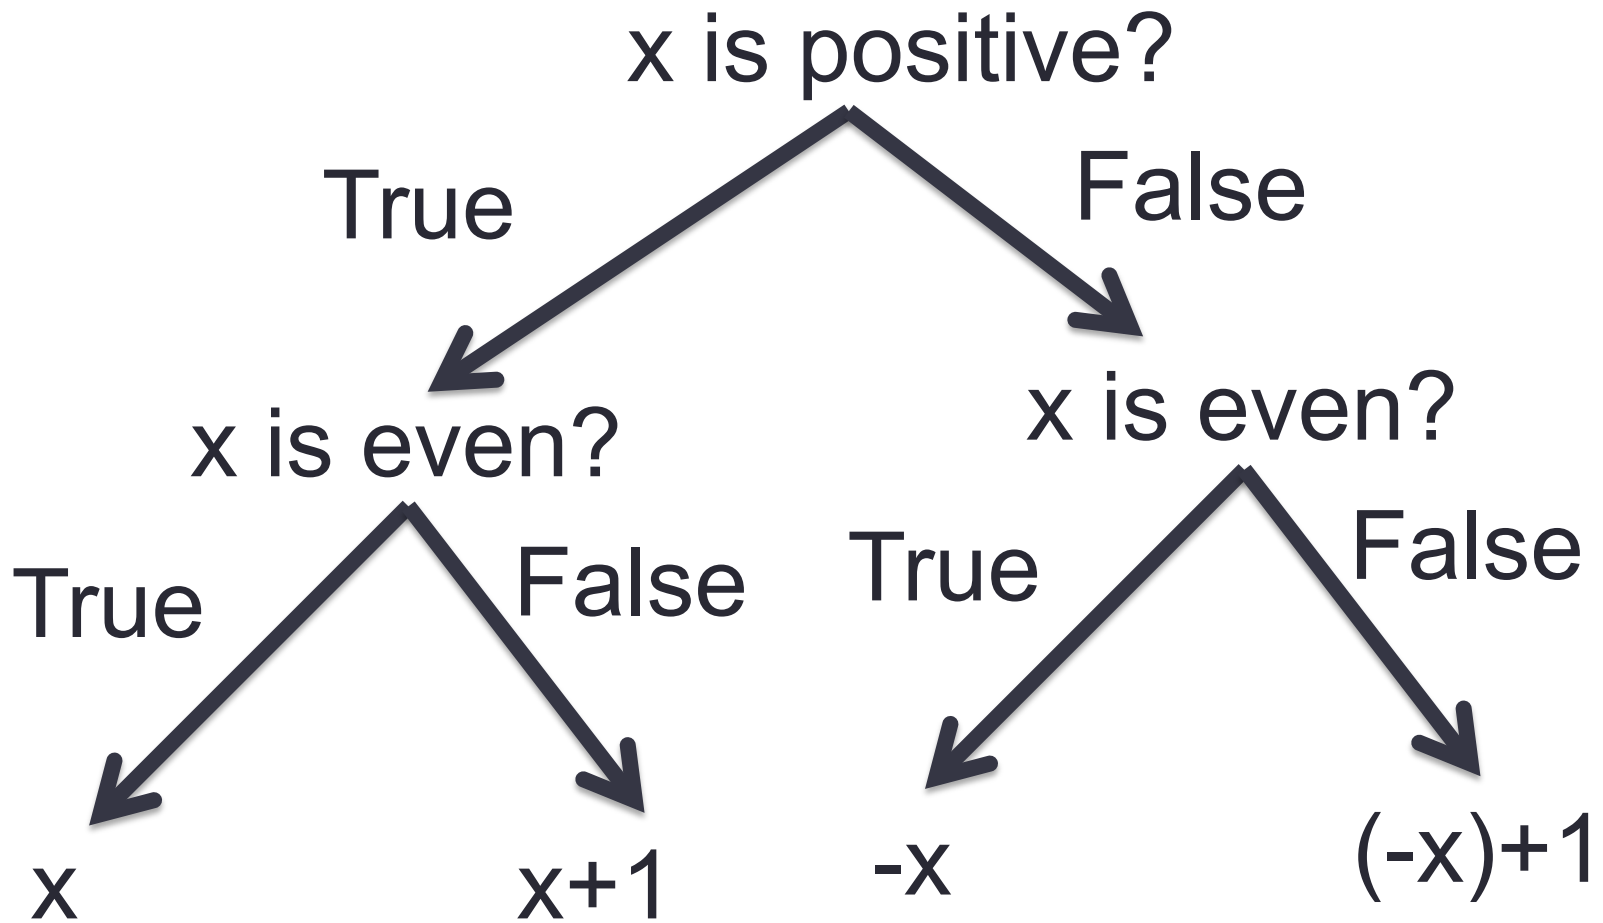 x is positive?
True
False
x is even?
x is even?
True
False
True
False
x
x+1
-x
(-x)+1